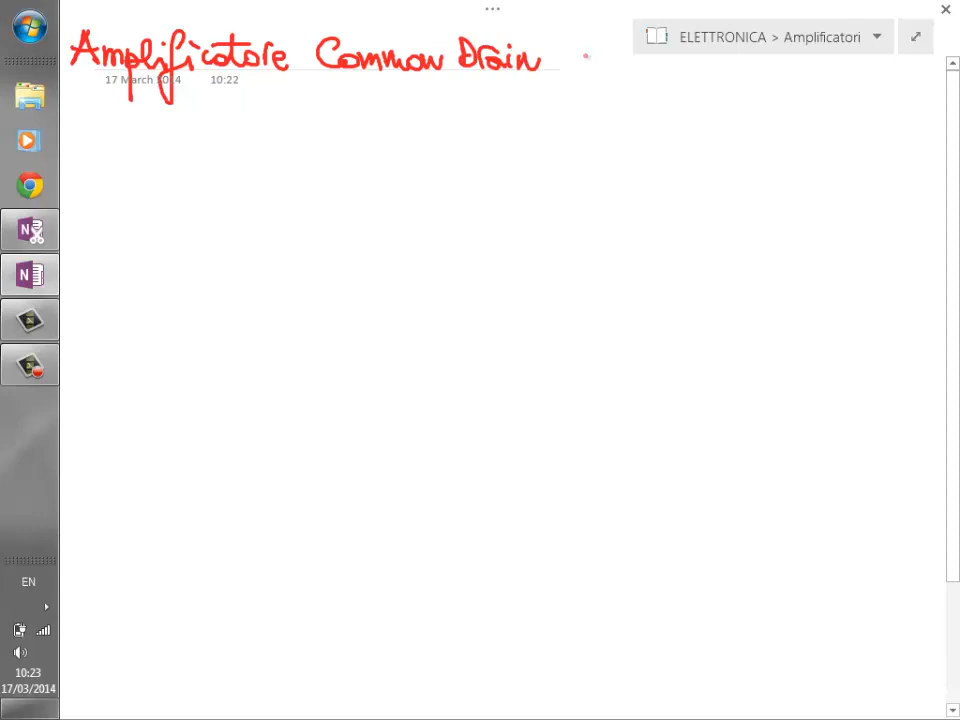 ELETTRONICA > Amplificatori
Amplificatore Common Drain
17 March 2014 10:22
EN
10:23
17/03/2014